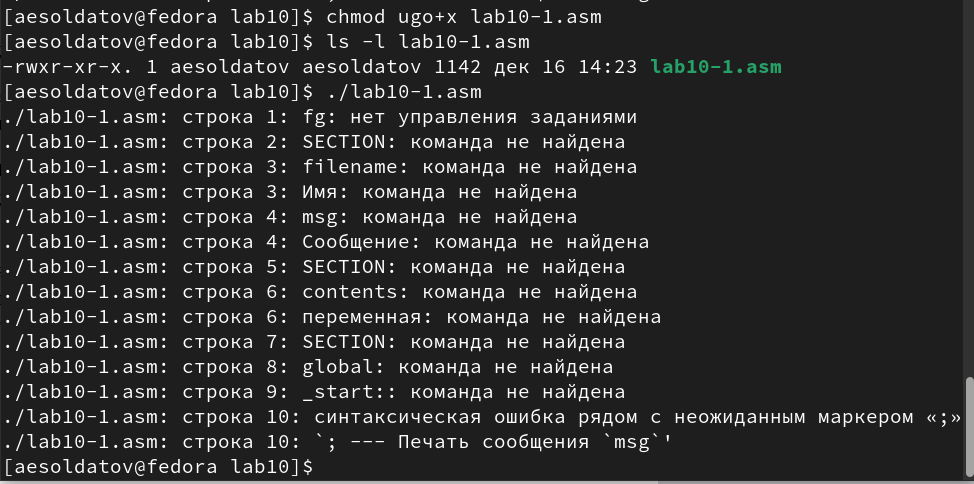 [aesoldatov@fedora lab10]$ chmod ugo+x lab10-1.asm
[aesoldatov@fedora lab10]$ ls -l lab10-1.asm
-rwxr-xr-x. 1 aesoldatov aesoldatov 1142 дек 16 14:23 lab10-1.asm
[aesoldatov@fedora lab10]$ ./lab10-1.asm
./lab10-1.asm: строка 1: fg: нет управления заданиями
./lab10-1.asm: строка 2: SECTION: команда не найдена
./lab10-1.asm: строка 3: filename: команда не найдена
./lab10-1.asm: строка 3: Имя: команда не найдена
./lab10-1.asm: строка 4: msg: команда не найдена
./lab10-1.asm: строка 4: Сообщение: команда не найдена
./lab10-1.asm: строка 5: SECTION: команда не найдена
./lab10-1.asm: строка 6: contents: команда не найдена
./lab10-1.asm: строка 6: переменная: команда не найдена
./lab10-1.asm: строка 7: SECTION: команда не найдена
./lab10-1.asm: строка 8: global: команда не найдена
./lab10-1.asm: строка 9: _start:: команда не найдена
./lab10-1.asm: строка 10: синтаксическая ошибка рядом с неожиданным маркером «;»
./lab10-1.asm: строка 10: `; --- Печать сообщения `msg`'
[aesoldatov@fedora lab10]$